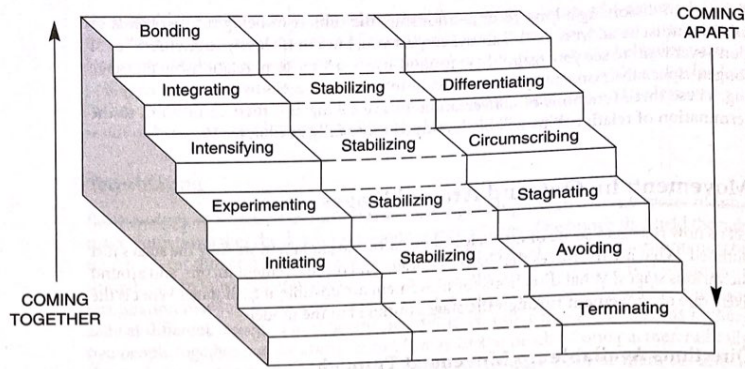 COMING
APART
Bonding
Integrating Stabilizing Differentiating
Intensifying Stabilizing Circumscribing
Experimenting Stabilizing Stagnating
Initiating Stabilizing Avoiding
COMING
TOGETHER
Terminating